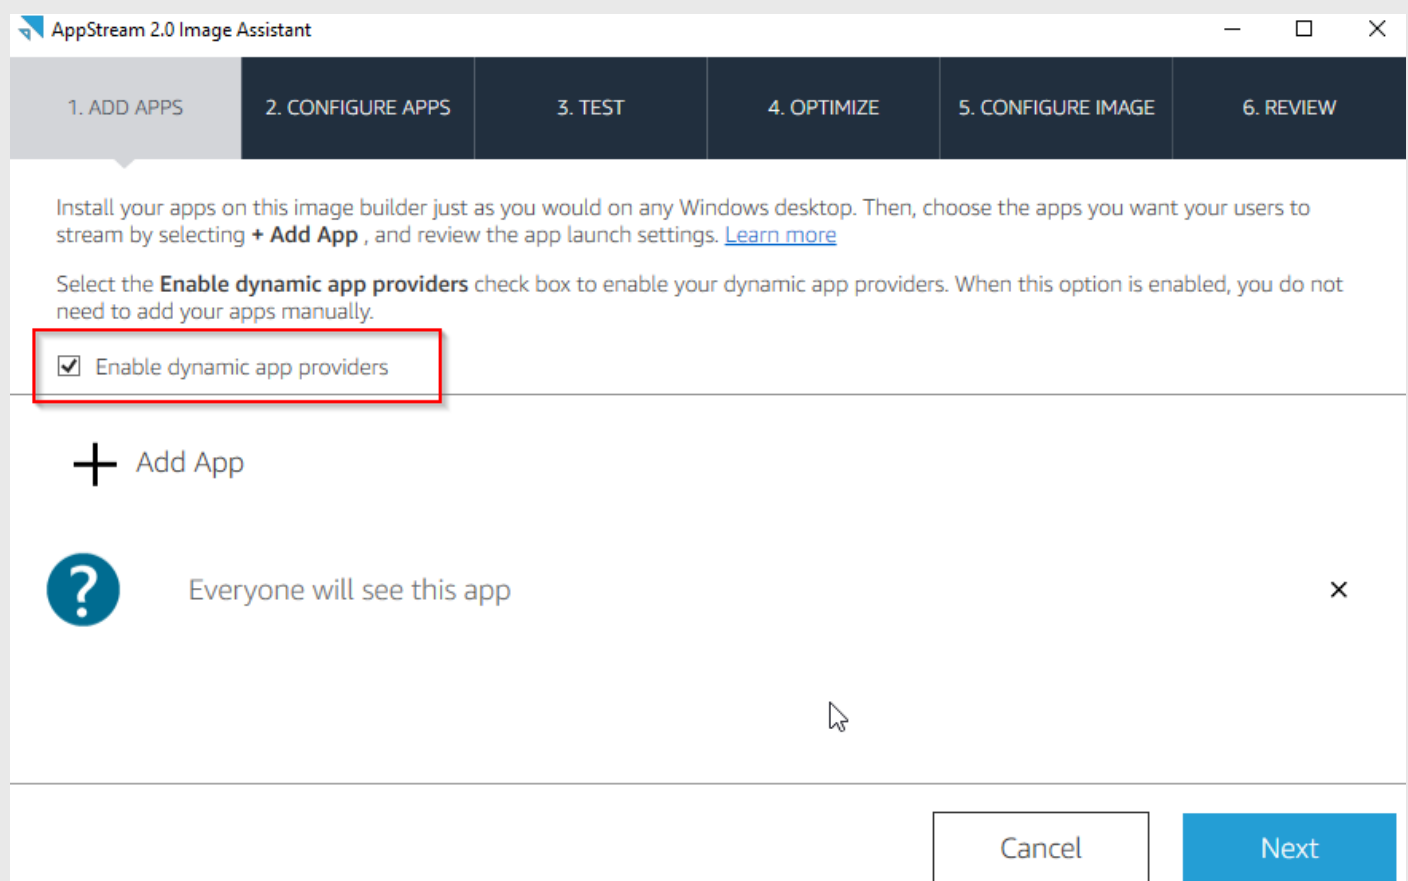 AppStream 2.0 Image Assistant
1. ADD APPS
2. CONFIGURE APPS
3. TEST
4. OPTIMIZE
5. CONFIGURE IMAGE
6. REVIEW
Install your apps on this image builder just as you would on any Windows desktop. Then, choose the apps you want your users to
stream by selecting + Add App , and review the app launch settings. Learn more
Select the Enable dynamic app providers check box to enable your dynamic app providers. When this option is enabled, you do not
need to add your apps manually.
Enable dynamic app providers
Add App
Everyone will see this app
Cancel
Next